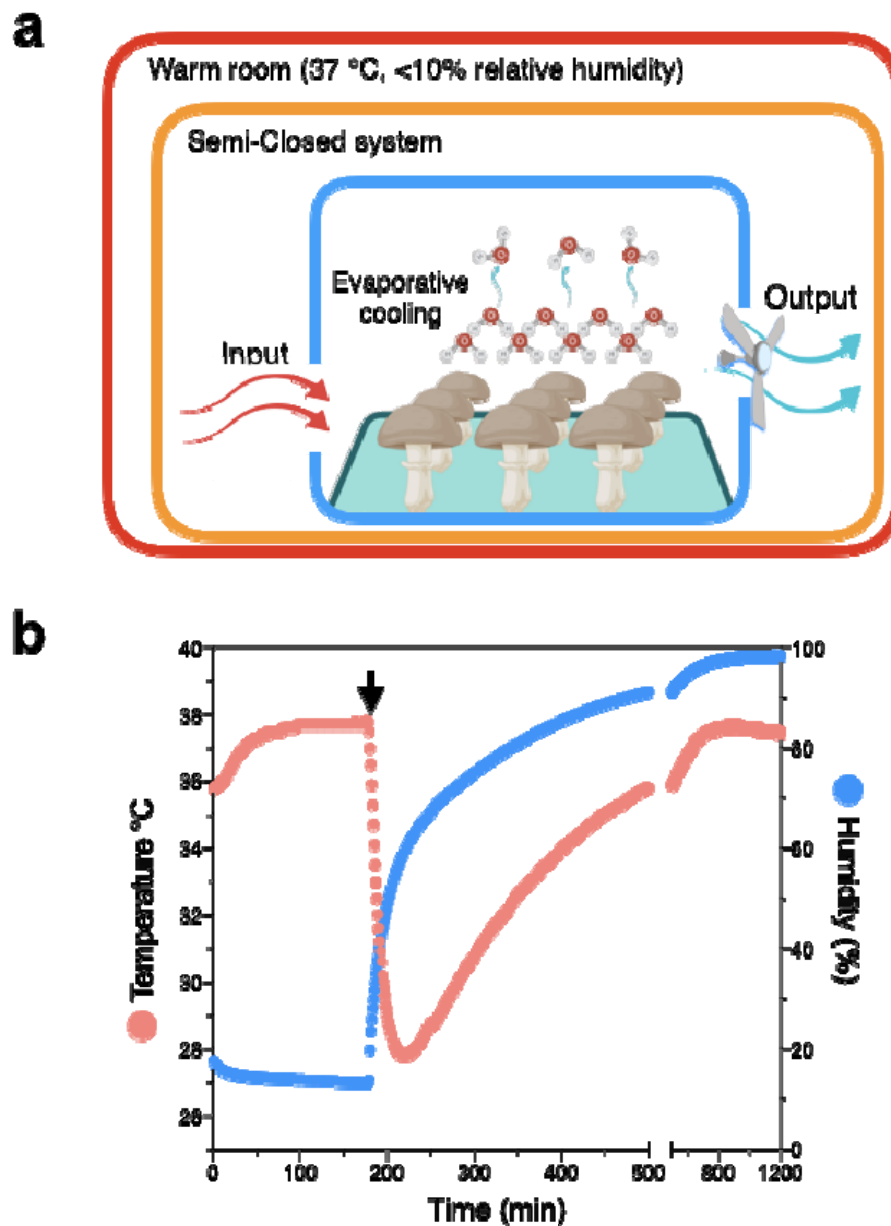 a
Warm room (37 °C, <10% relative humidity)
Semi-Closed system
Evaporative
cooling
Input
Output
b
40
38
36
34
32
30
28
26
Temperature °C
100
80
60
40
20
0
Humidity (%)
0
100
200
300
400
500
800
1200
Time (min)